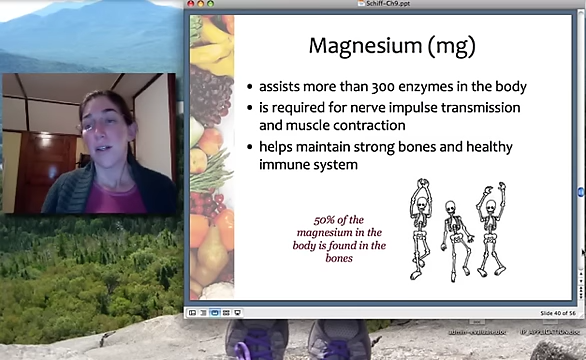 Schiff-Ch9.ppt
Magnesium (mg)
• assists more than 300 enzymes in the body
• is required for nerve impulse transmission
and muscle contraction
• helps maintain strong bones and healthy
immune system
50% of the
magnesium in the
body is found in the
bones
Slide 40 of 56